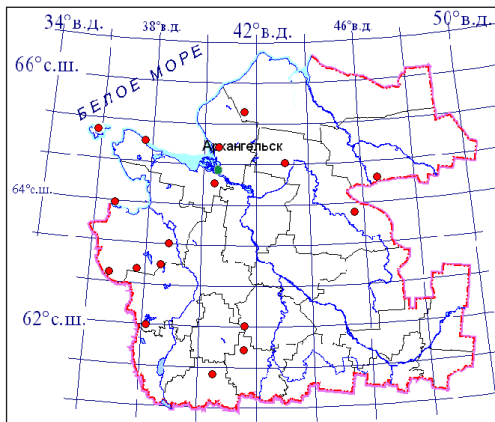 34°в.д.
38°в.д.
42°в.д.
46°в.д.
50°в.д.
66°с.ш.
БЕЛОЕ МОРЕ
Архангельск
64°с.ш.
62°с.ш.